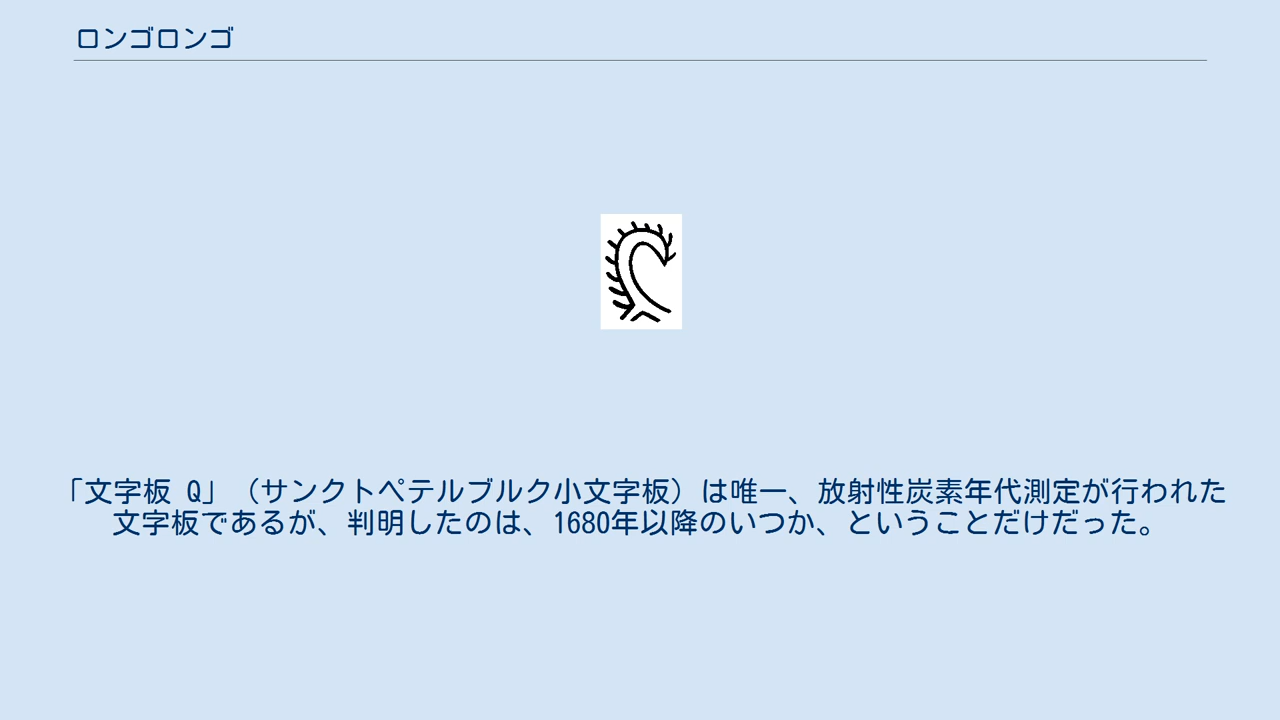 ロンゴロンゴ
「文字板 Q」（サンクトペテルブルク小文字板）は唯一、放射性炭素年代測定が行われた
文字板であるが、判明したのは、1680年以降のいつか、ということだけだった。